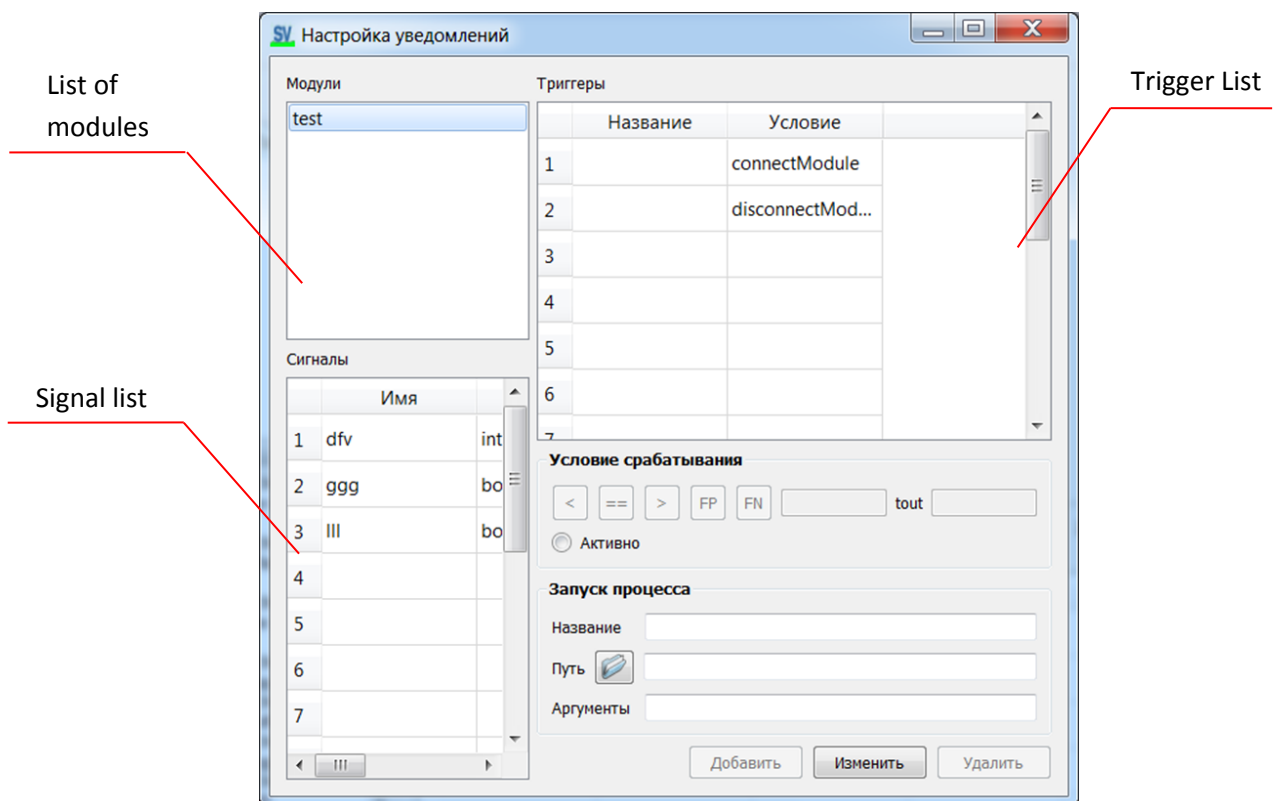 SV Настройка уведомлений
List of
modules
Trigger List
Signal list
Модули
test
Триггеры
Название Условие
1 connectModule
2 disconnectMod...
3
4
5
6
7
Сигналы
Имя
1 dfv int
2 ggg bo
3 lll bo
4
5
6
7
Условие срабатывания
< == > FP FN tout
Активно
Запуск процесса
Название
Путь
Аргументы
Добавить Изменить Удалить